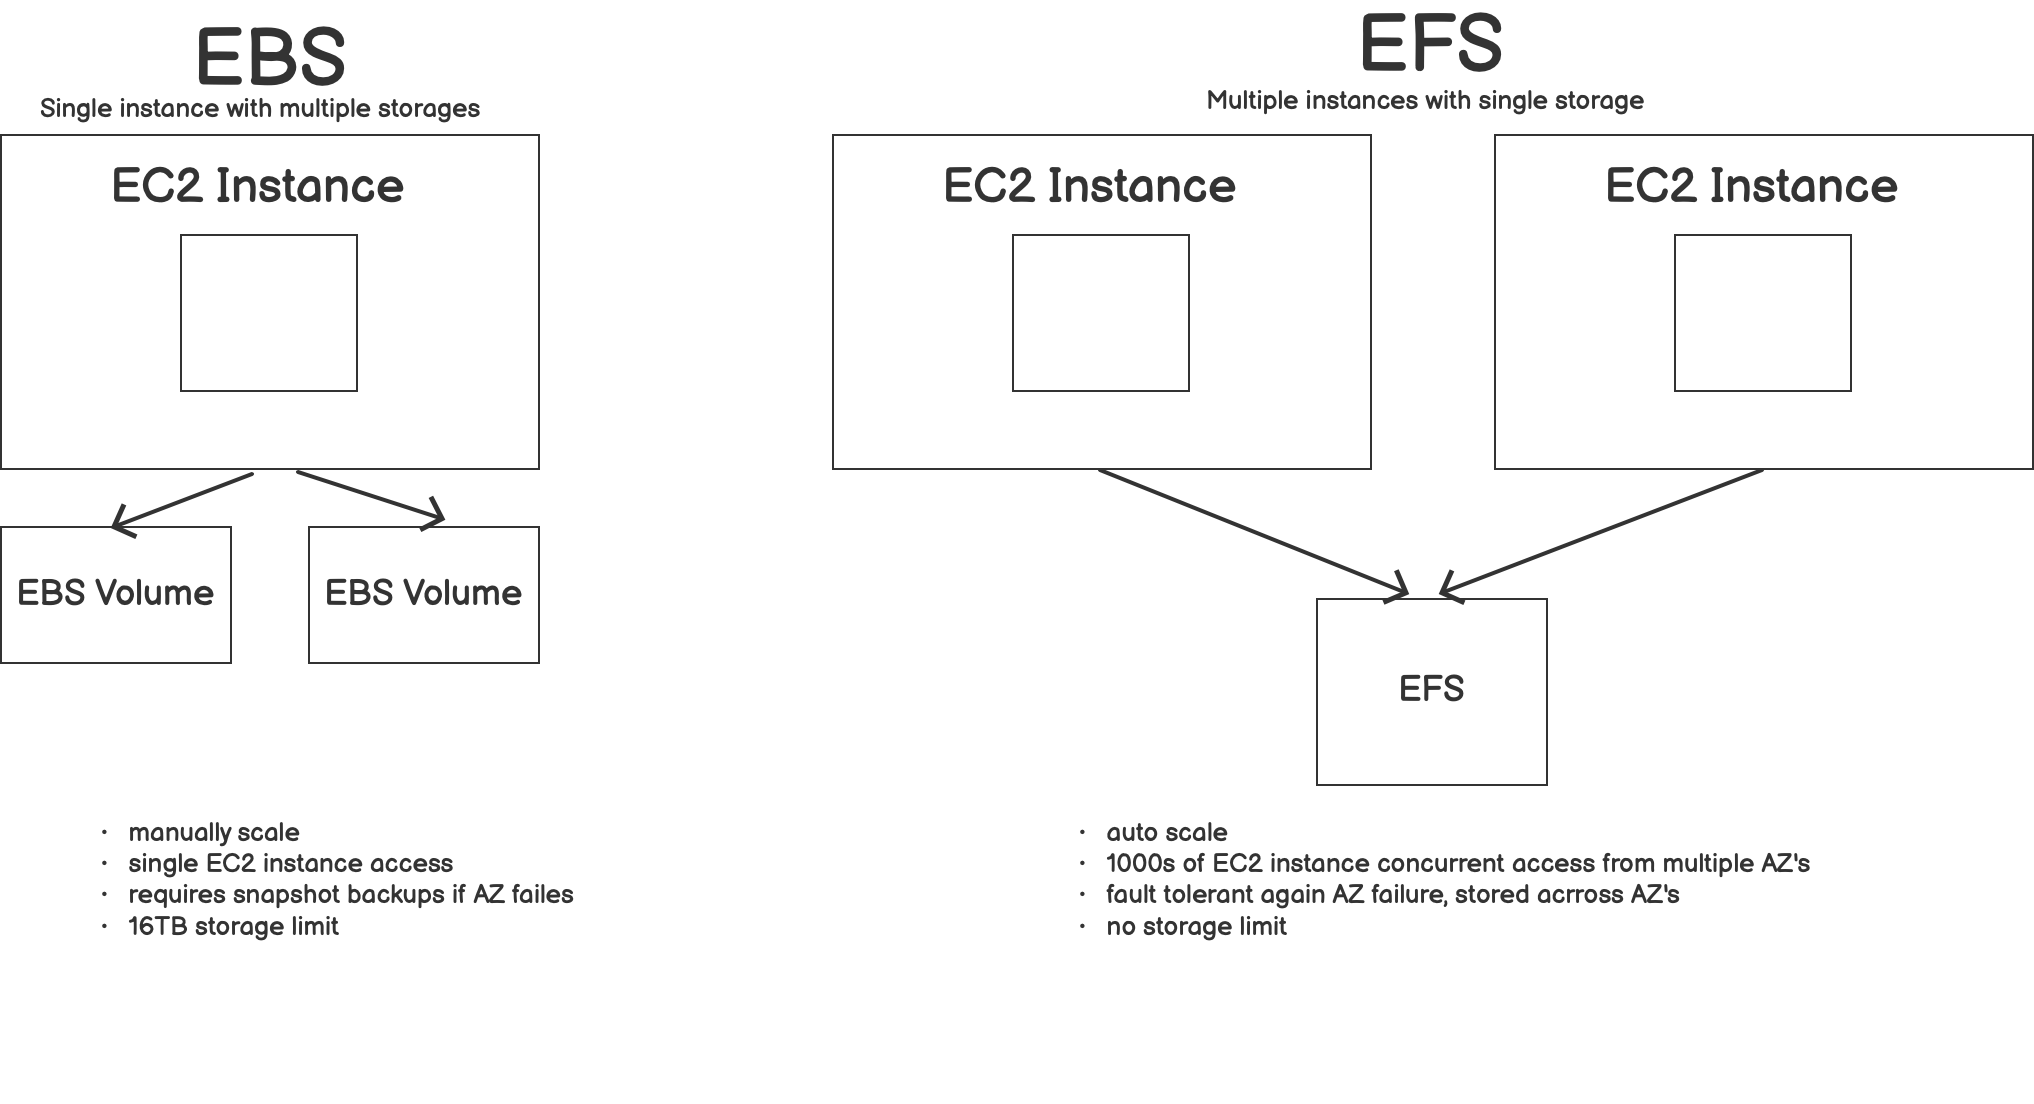 EBS
Single instance with multiple storages
EC2 Instance
EBS Volume
EBS Volume
· manually scale
· single EC2 instance access
· requires snapshot backups if AZ failes
· 16TB storage limit
EFS
Multiple instances with single storage
EC2 Instance
EC2 Instance
EFS
· auto scale
· 1000s of EC2 instance concurrent access from multiple AZ's
· fault tolerant again AZ failure, stored acrross AZ's
· no storage limit